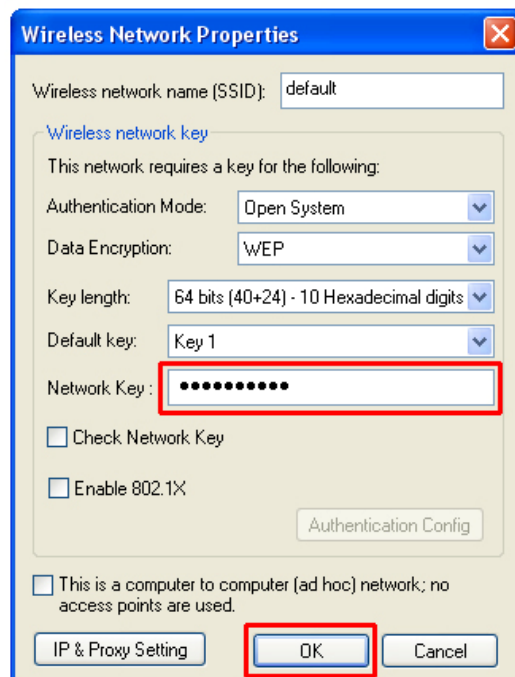 Wireless Network Properties
Wireless network name (SSID): default
Wireless network key
This network requires a key for the following:
Authentication Mode: Open System
Data Encryption: WEP
Key length: 64 bits (40+24) - 10 Hexadecimal digits
Default key: Key 1
Network Key : ●●●●●●●●●●
Check Network Key
Enable 802.1X
Authentication Config
This is a computer to computer (ad hoc) network; no
access points are used.
IP & Proxy Setting OK Cancel